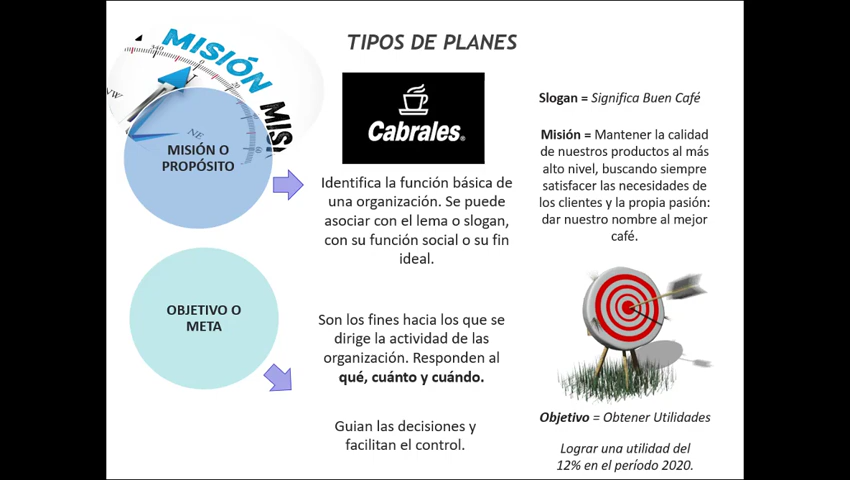 TIPOS DE PLANES
MISIÓN
MIS
NE
MISIÓN O
PROPÓSITO
Cabrales®
Identifica la función básica de
una organización. Se puede
asociar con el lema o slogan,
con su función social o su fin
ideal.
Slogan = Significa Buen Café
Misión = Mantener la calidad
de nuestros productos al más
alto nivel, buscando siempre
satisfacer las necesidades de
los clientes y la propia pasión:
dar nuestro nombre al mejor
café.
OBJETIVO O
META
Son los fines hacia los que se
dirige la actividad de las
organización. Responden al
qué, cuánto y cuándo.
Guian las decisiones y
facilitan el control.
Objetivo = Obtener Utilidades
Lograr una utilidad del
12% en el período 2020.